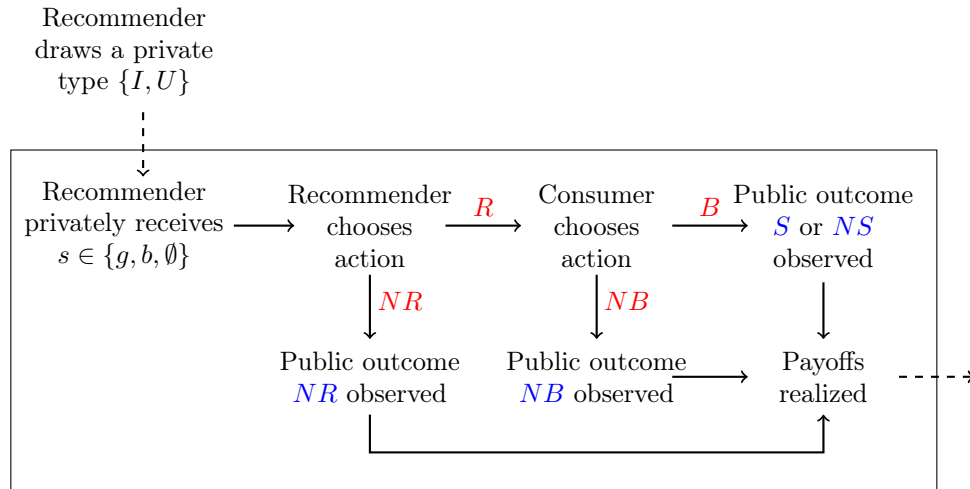 Recommender
draws a private
type {I, U}
Recommender
privately receives
s ∈ {g, b, ∅}
Recommender
chooses
action
R
Consumer
chooses
action
B
Public outcome
S or NS
observed
NR
NB
Public outcome
NR observed
Public outcome
NB observed
Payoffs
realized